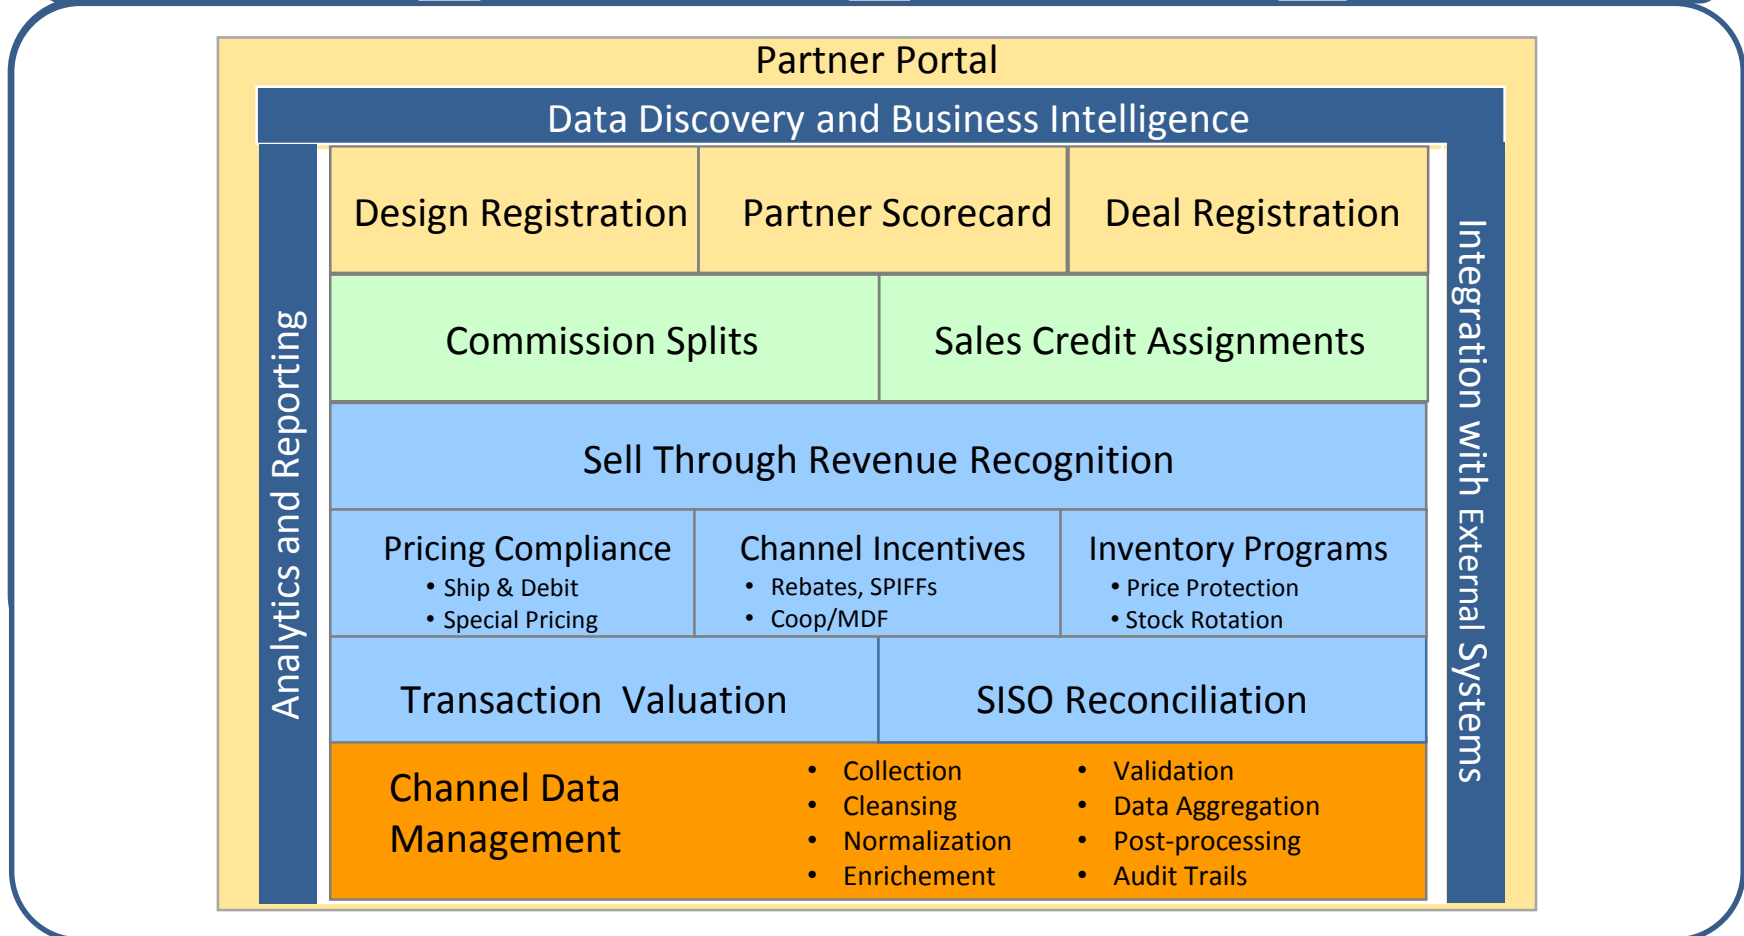 Partner Portal
Data Discovery and Business Intelligence
Analytics and Reporting
Design Registration
Partner Scorecard
Deal Registration
Commission Splits
Sales Credit Assignments
Sell Through Revenue Recognition
Pricing Compliance
• Ship & Debit
• Special Pricing
Channel Incentives
• Rebates, SPIFFs
• Coop/MDF
Inventory Programs
• Price Protection
• Stock Rotation
Transaction  Valuation
SISO Reconciliation
Channel Data
Management
• Collection
• Cleansing
• Normalization
• Enrichement
• Validation
• Data Aggregation
• Post-processing
• Audit Trails
Integration with External Systems